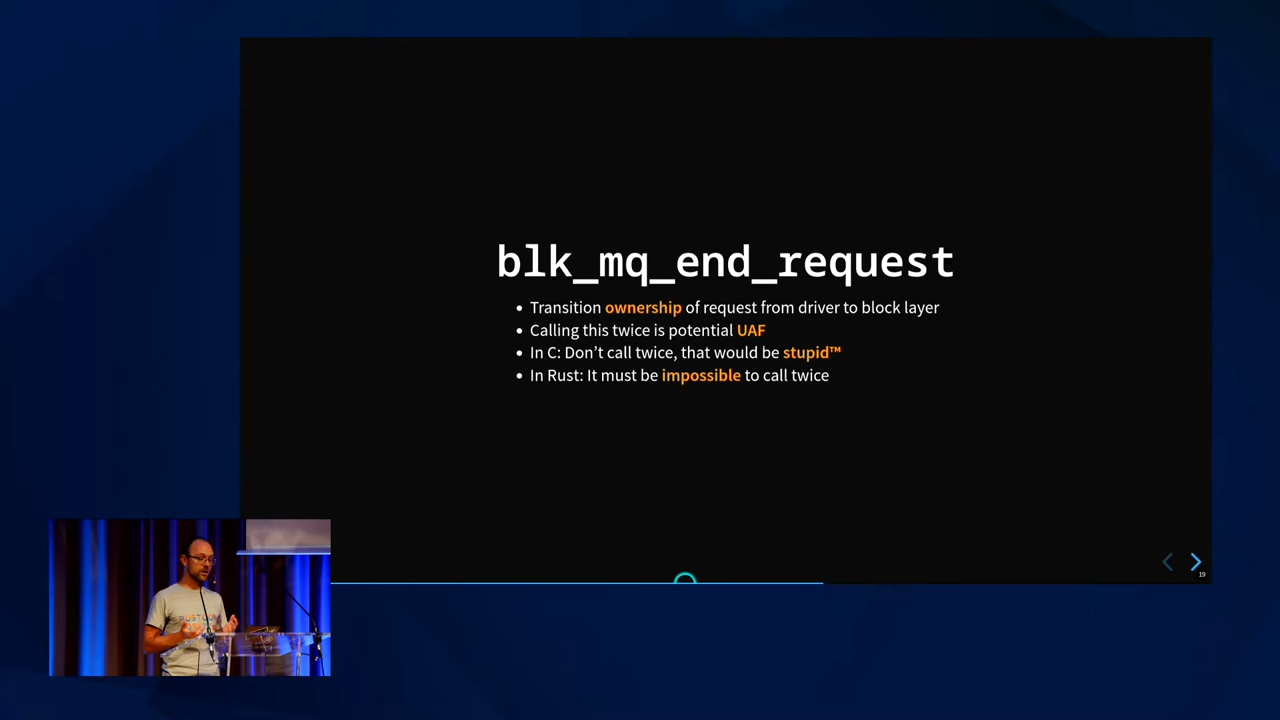 blk_mq_end_request
• Transition ownership of request from driver to block layer
• Calling this twice is potential UAF
• In C: Don’t call twice, that would be stupid™
• In Rust: It must be impossible to call twice
19